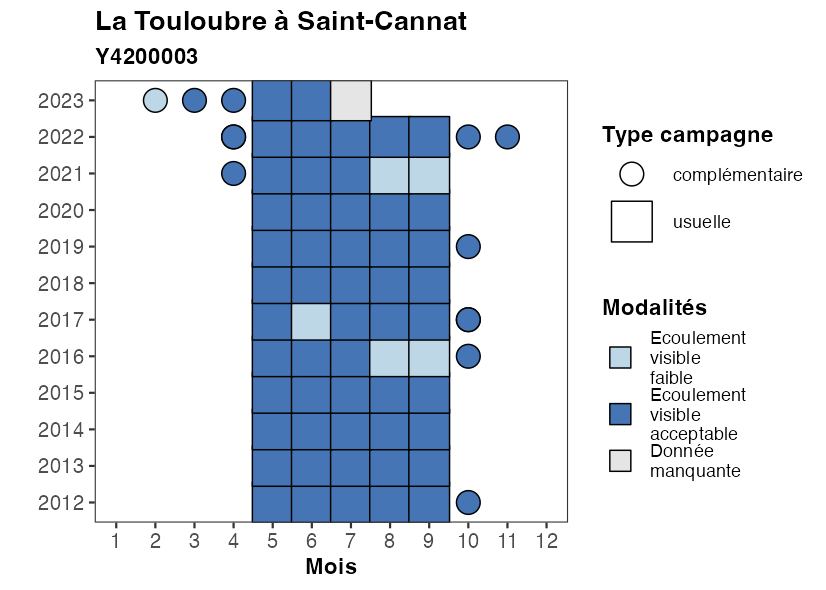 La Touloubre à Saint-Cannat
Y4200003
2023
2022
2021
2020
2019
2018
2017
2016
2015
2014
2013
2012
1 2 3 4 5 6 7 8 9 10 11 12
Mois
Type campagne
complémentaire
usuelle
Modalités
Ecoulement
visible
faible
Ecoulement
visible
acceptable
Donnée
manquante